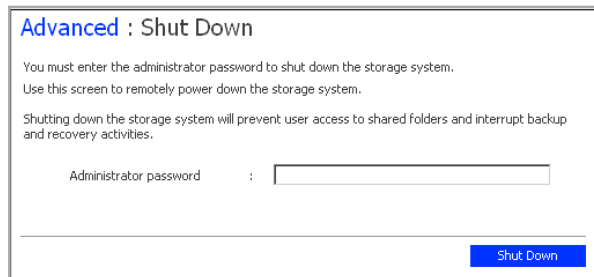 Advanced : Shut Down
You must enter the administrator password to shut down the storage system.
Use this screen to remotely power down the storage system.
Shutting down the storage system will prevent user access to shared folders and interrupt backup
and recovery activities.
Administrator password :
Shut Down